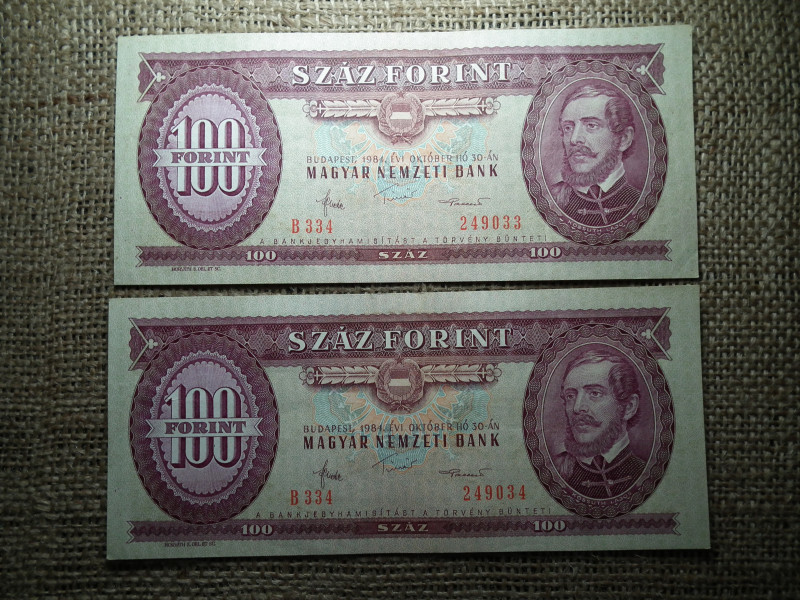 SZÁZ FORINT
100
FORINT
BUDAPEST, 1984. ÉVI OKTÓBER HÓ 30-ÁN
MAGYAR NEMZETI BANK
B 334 249033
KOSSUTH
A BANKJEGYHAMISÍTÁST A TÖRVÉNY BÜNTETI
100 SZÁZ 100
SZÁZ FORINT
100
FORINT
BUDAPEST, 1984. ÉVI OKTÓBER HÓ 30-ÁN
MAGYAR NEMZETI BANK
B 334 249034
KOSSUTH
A BANKJEGYHAMISÍTÁST A TÖRVÉNY BÜNTETI
100 SZÁZ 100